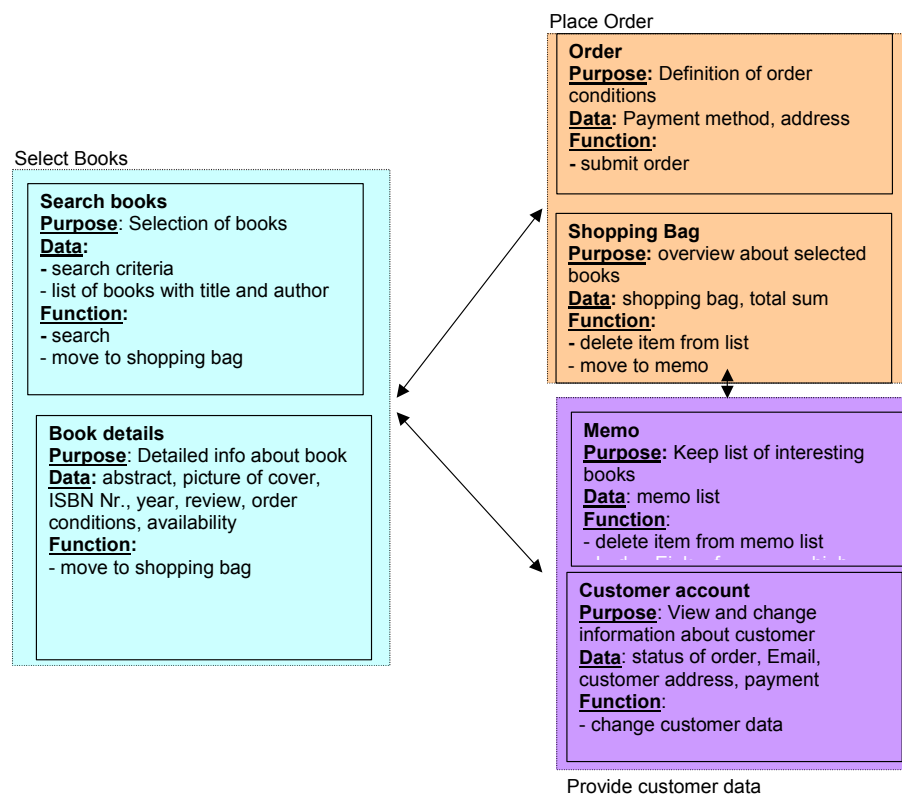 Select Books
Search books
Purpose: Selection of books
Data:
- search criteria
- list of books with title and author
Function:
- search
- move to shopping bag
Book details
Purpose: Detailed info about book
Data: abstract, picture of cover,
ISBN Nr., year, review, order
conditions, availability
Function:
- move to shopping bag
Place Order
Order
Purpose: Definition of order
conditions
Data: Payment method, address
Function:
- submit order
Shopping Bag
Purpose: overview about selected
books
Data: shopping bag, total sum
Function:
- delete item from list
- move to memo
Memo
Purpose: Keep list of interesting
books
Data: memo list
Function:
- delete item from memo list
Customer account
Purpose: View and change
information about customer
Data: status of order, Email,
customer address, payment
Function:
- change customer data
Provide customer data